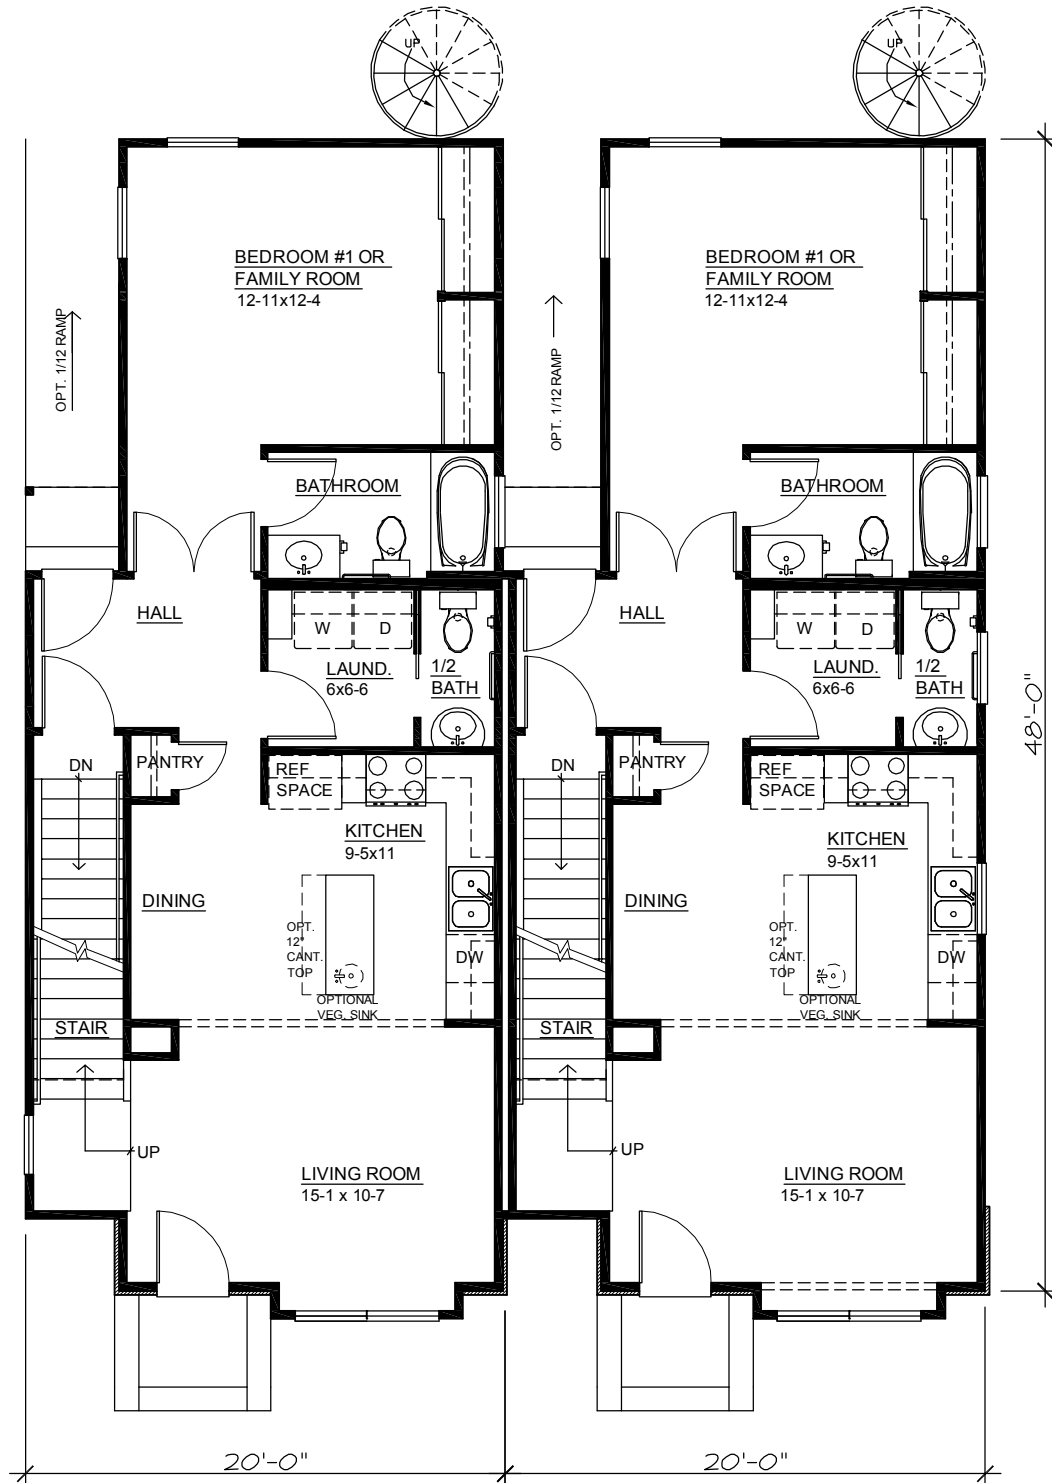 UP
UP
BEDROOM #1 OR
FAMILY ROOM
12-11x12-4
BEDROOM #1 OR
FAMILY ROOM
12-11x12-4
OPT. 1/12 RAMP
OPT. 1/12 RAMP
BATHROOM
BATHROOM
HALL
W
D
LAUND.
6x6-6
1/2
BATH
HALL
W
D
LAUND.
6x6-6
1/2
BATH
48'-0"
DN
PANTRY
REF
SPACE
DN
PANTRY
REF
SPACE
KITCHEN
9-5x11
KITCHEN
9-5x11
DINING
OPT.
12"
CANT.
TOP
DW
OPTIONAL
VEG. SINK
DINING
OPT.
12"
CANT.
TOP
DW
OPTIONAL
VEG. SINK
STAIR
STAIR
UP
UP
LIVING ROOM
15-1 x 10-7
LIVING ROOM
15-1 x 10-7
20'-0"
20'-0"